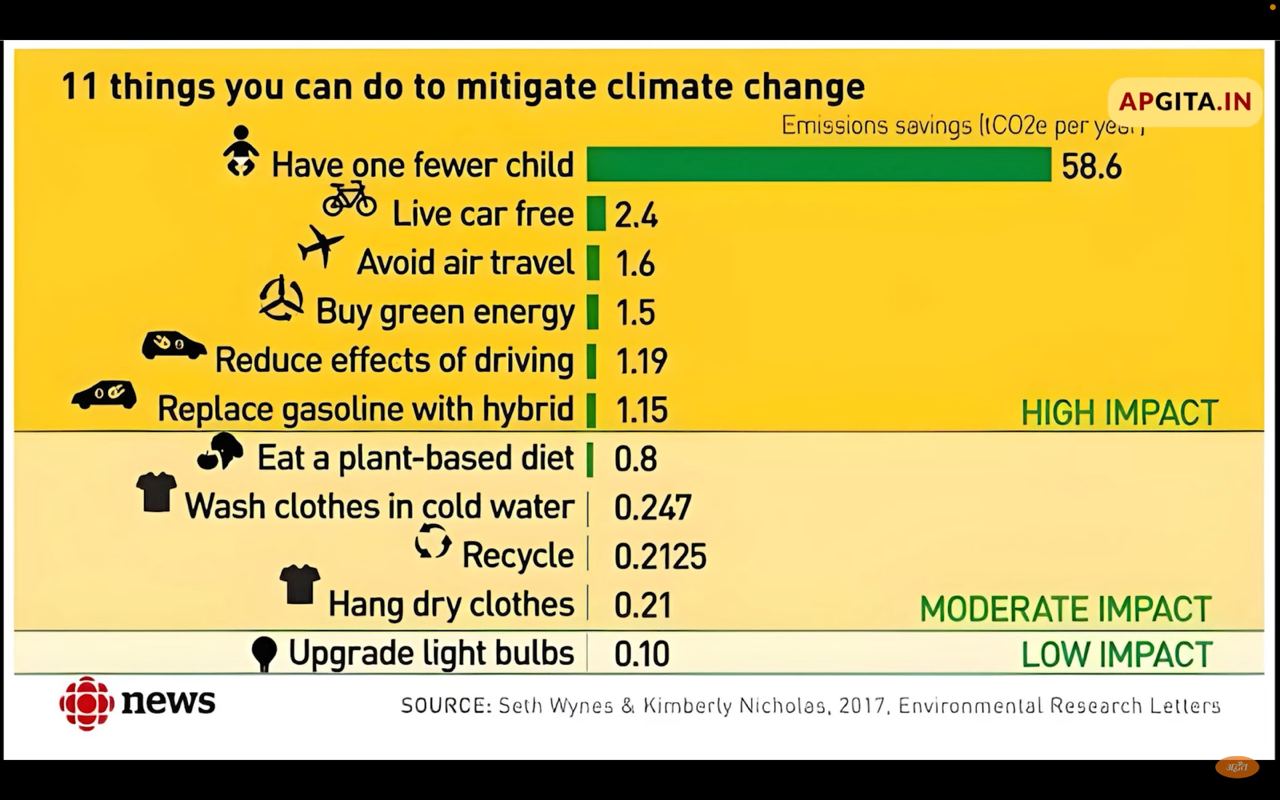 11 things you can do to mitigate climate change
APGITA.IN
Emissions savings (tCO2e per year)
Have one fewer child 58.6
Live car free 2.4
Avoid air travel 1.6
Buy green energy 1.5
Reduce effects of driving 1.19
Replace gasoline with hybrid 1.15
HIGH IMPACT
Eat a plant-based diet 0.8
Wash clothes in cold water 0.247
Recycle 0.2125
Hang dry clothes 0.21
MODERATE IMPACT
Upgrade light bulbs 0.10
LOW IMPACT
news
SOURCE: Seth Wynes & Kimberly Nicholas, 2017, Environmental Research Letters
अद्वैत